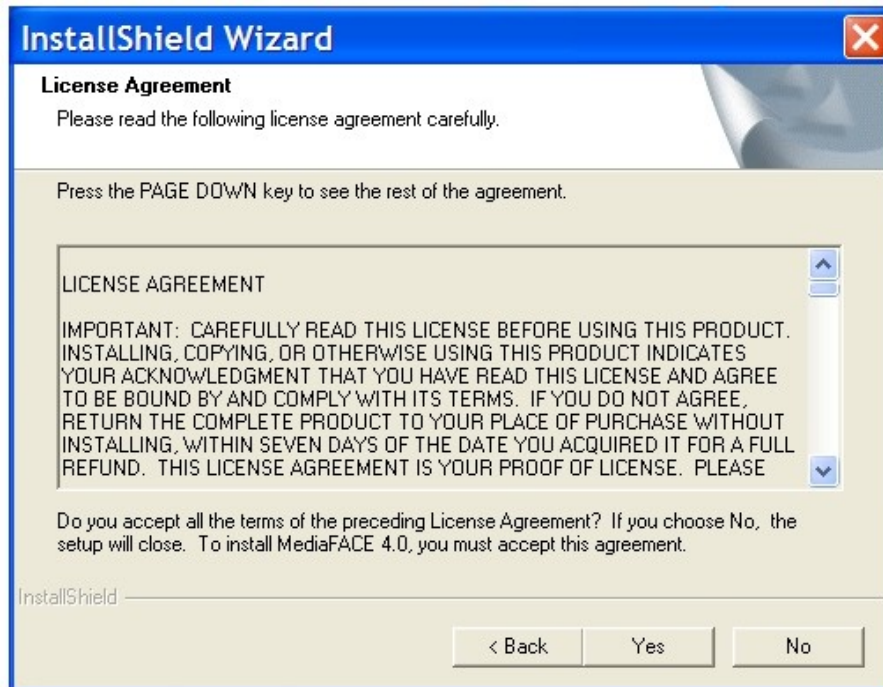 InstallShield Wizard
License Agreement
Please read the following license agreement carefully.
Press the PAGE DOWN key to see the rest of the agreement.
LICENSE AGREEMENT
IMPORTANT:  CAREFULLY READ THIS LICENSE BEFORE USING THIS PRODUCT.
INSTALLING, COPYING, OR OTHERWISE USING THIS PRODUCT INDICATES
YOUR ACKNOWLEDGMENT THAT YOU HAVE READ THIS LICENSE AND AGREE
TO BE BOUND BY AND COMPLY WITH ITS TERMS.  IF YOU DO NOT AGREE,
RETURN THE COMPLETE PRODUCT TO YOUR PLACE OF PURCHASE WITHOUT
INSTALLING, WITHIN SEVEN DAYS OF THE DATE YOU ACQUIRED IT FOR A FULL
REFUND.  THIS LICENSE AGREEMENT IS YOUR PROOF OF LICENSE.  PLEASE
Do you accept all the terms of the preceding License Agreement?  If you choose No,  the
setup will close.  To install MediaFACE 4.0, you must accept this agreement.
InstallShield
< Back Yes No